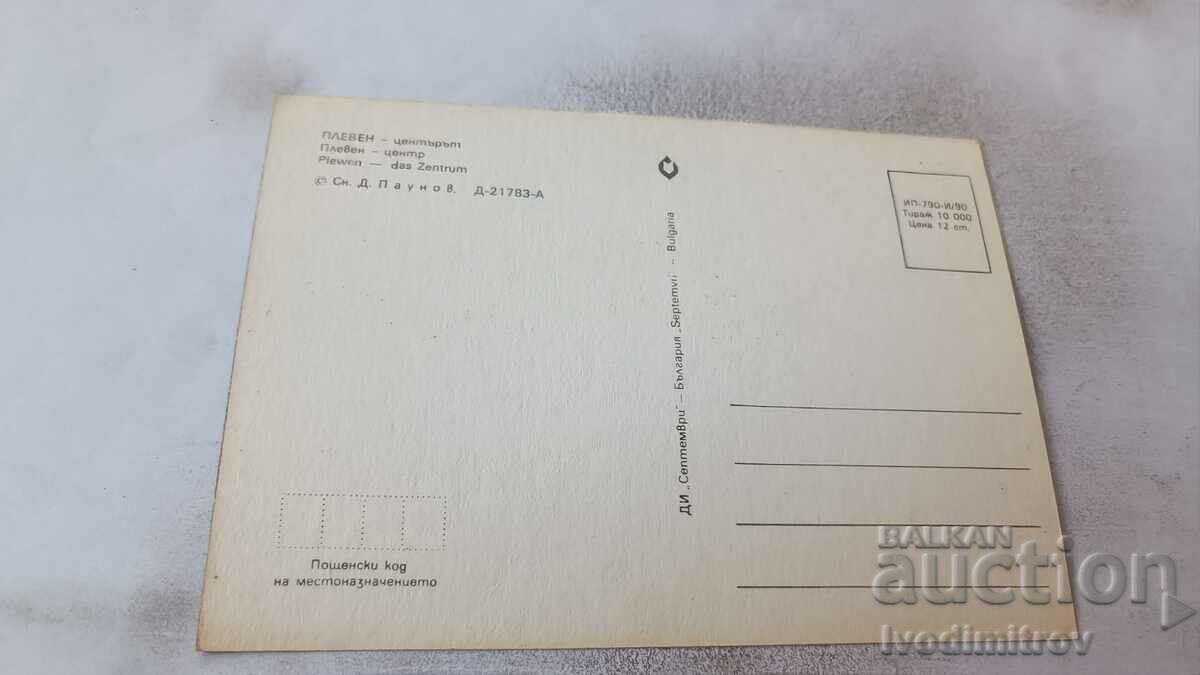 ПЛЕВЕН – центърът
Плевен – центр
Plewen — das Zentrum
© Сн. Д. Паунов. Д-21783-А
ИП-790-И/90
Тираж 10 000
Цена 12 ст.
ДИ „Септември" — България „Septemvri" – Bulgaria
Пощенски код
на местоназначението
BALKAN
auction
Ivodimitrov